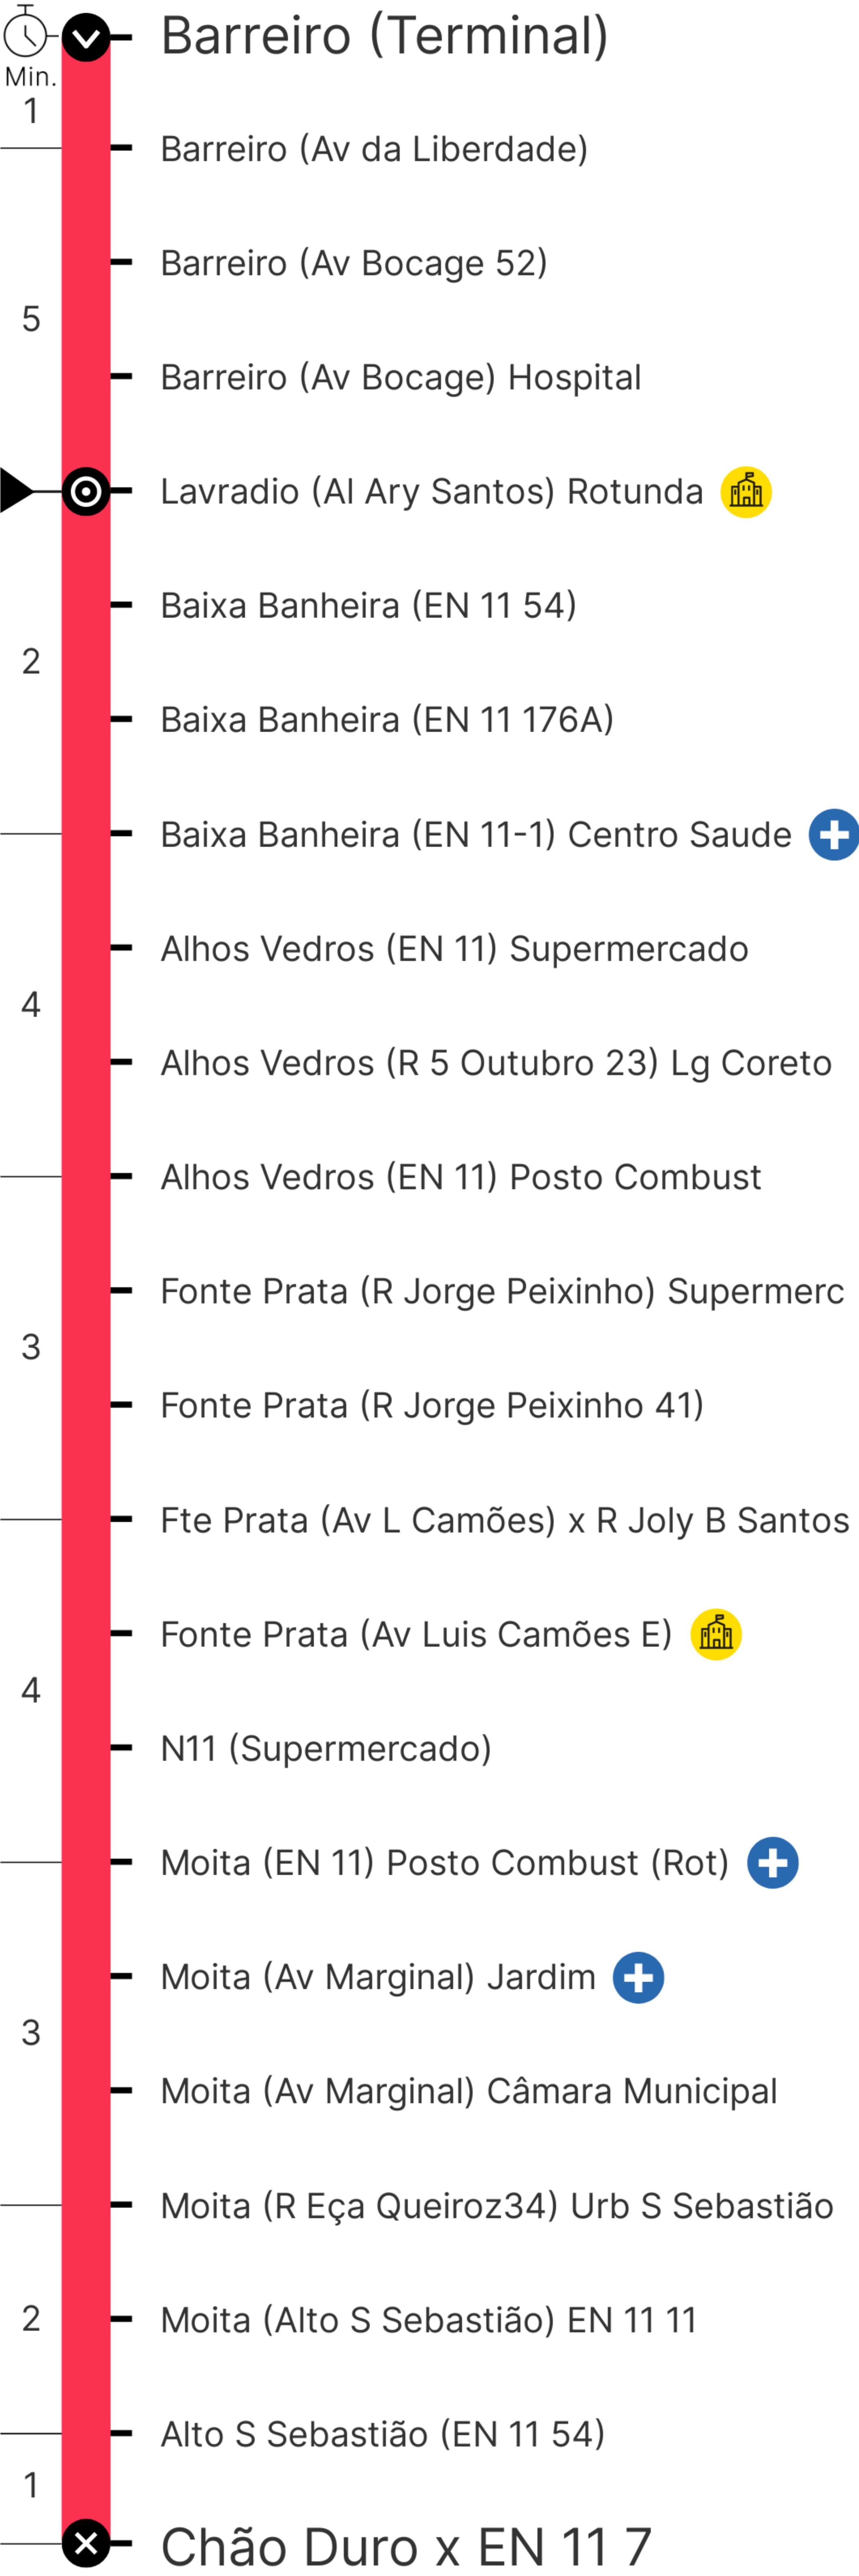 Barreiro (Terminal)
Min.
1
Barreiro (Av da Liberdade)
Barreiro (Av Bocage 52)
5
Barreiro (Av Bocage) Hospital
Lavradio (Al Ary Santos) Rotunda
Baixa Banheira (EN 11 54)
2
Baixa Banheira (EN 11 176A)
Baixa Banheira (EN 11-1) Centro Saude
Alhos Vedros (EN 11) Supermercado
4
Alhos Vedros (R 5 Outubro 23) Lg Coreto
Alhos Vedros (EN 11) Posto Combust
Fonte Prata (R Jorge Peixinho) Supermerc
3
Fonte Prata (R Jorge Peixinho 41)
Fte Prata (Av L Camões) x R Joly B Santos
Fonte Prata (Av Luis Camões E)
4
N11 (Supermercado)
Moita (EN 11) Posto Combust (Rot)
Moita (Av Marginal) Jardim
3
Moita (Av Marginal) Câmara Municipal
Moita (R Eça Queiroz34) Urb S Sebastião
2
Moita (Alto S Sebastião) EN 11 11
Alto S Sebastião (EN 11 54)
1
Chão Duro x EN 11 7